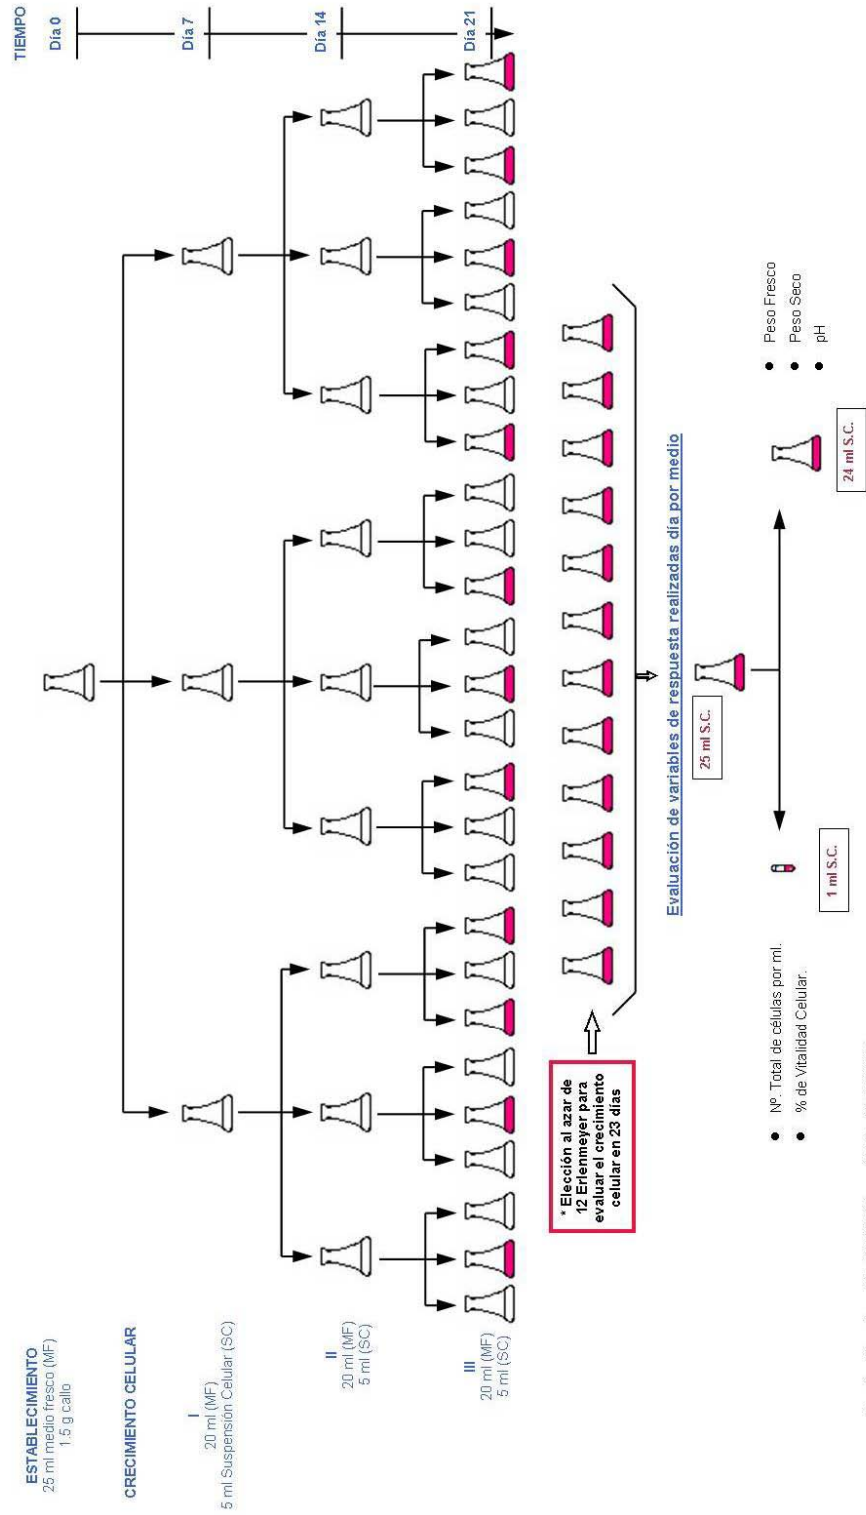 TIEMPO
Día 0
Día 7
Día 14
Día 21
ESTABLECIMIENTO
25 ml medio fresco (MF)
1.5 g callo
CRECIMIENTO CELULAR
I
20 ml (MF)
5 ml Suspensión Celular (SC)
II
20 ml (MF)
5 ml (SC)
III
20 ml (MF)
5 ml (SC)
* Elección al azar de
12 Erlenmeyer para
evaluar el crecimiento
celular en 23 días
Evaluación de variables de respuesta realizadas día por medio
25 ml S.C.
1 ml S.C.
24 ml S.C.
● Nº. Total de células por ml.
● % de Vitalidad Celular.
● Peso Fresco
● Peso Seco
● pH